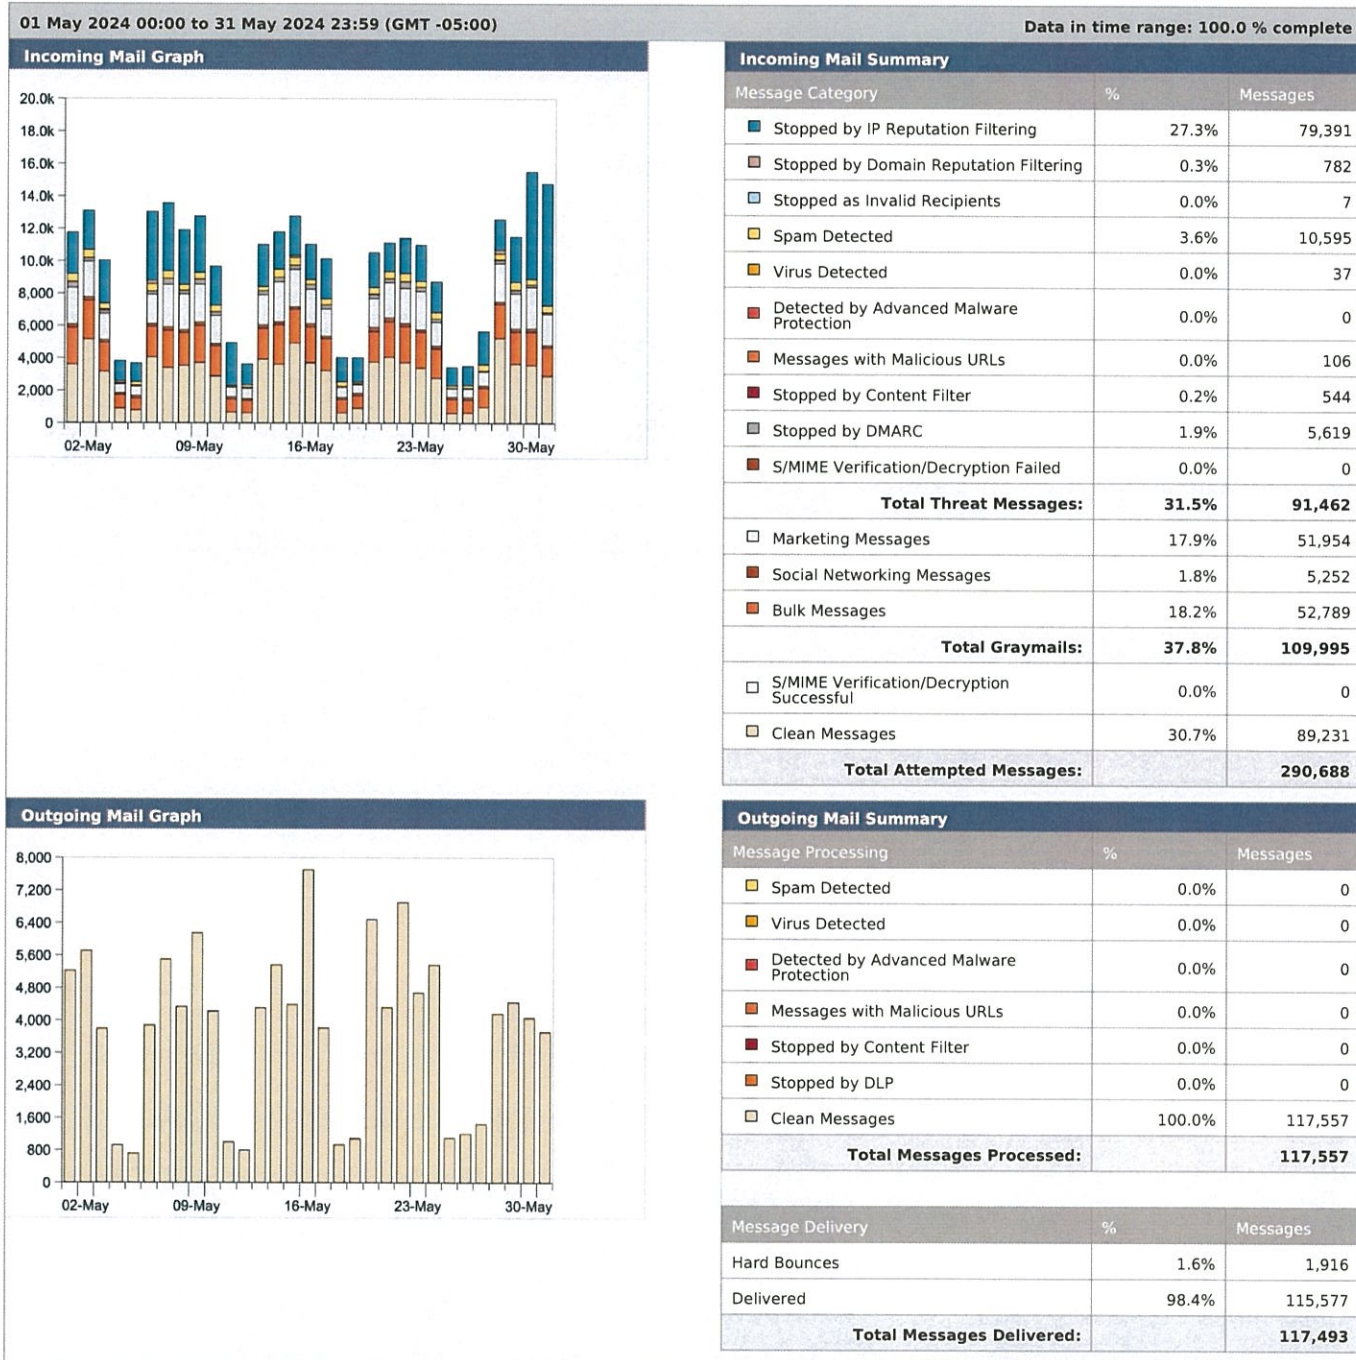 01 May 2024 00:00 to 31 May 2024 23:59 (GMT -05:00) Data in time range: 100.0 % complete
Incoming Mail Graph
20.0k
18.0k
16.0k
14.0k
12.0k
10.0k
8,000
6,000
4,000
2,000
0
02-May 09-May 16-May 23-May 30-May
Incoming Mail Summary
Message Category % Messages
Stopped by IP Reputation Filtering 27.3% 79,391
Stopped by Domain Reputation Filtering 0.3% 782
Stopped as Invalid Recipients 0.0% 7
Spam Detected 3.6% 10,595
Virus Detected 0.0% 37
Detected by Advanced Malware
Protection 0.0% 0
Messages with Malicious URLs 0.0% 106
Stopped by Content Filter 0.2% 544
Stopped by DMARC 1.9% 5,619
S/MIME Verification/Decryption Failed 0.0% 0
Total Threat Messages: 31.5% 91,462
Marketing Messages 17.9% 51,954
Social Networking Messages 1.8% 5,252
Bulk Messages 18.2% 52,789
Total Graymails: 37.8% 109,995
S/MIME Verification/Decryption
Successful 0.0% 0
Clean Messages 30.7% 89,231
Total Attempted Messages: 290,688
Outgoing Mail Graph
8,000
7,200
6,400
5,600
4,800
4,000
3,200
2,400
1,600
800
0
02-May 09-May 16-May 23-May 30-May
Outgoing Mail Summary
Message Processing % Messages
Spam Detected 0.0% 0
Virus Detected 0.0% 0
Detected by Advanced Malware
Protection 0.0% 0
Messages with Malicious URLs 0.0% 0
Stopped by Content Filter 0.0% 0
Stopped by DLP 0.0% 0
Clean Messages 100.0% 117,557
Total Messages Processed: 117,557
Message Delivery % Messages
Hard Bounces 1.6% 1,916
Delivered 98.4% 115,577
Total Messages Delivered: 117,493